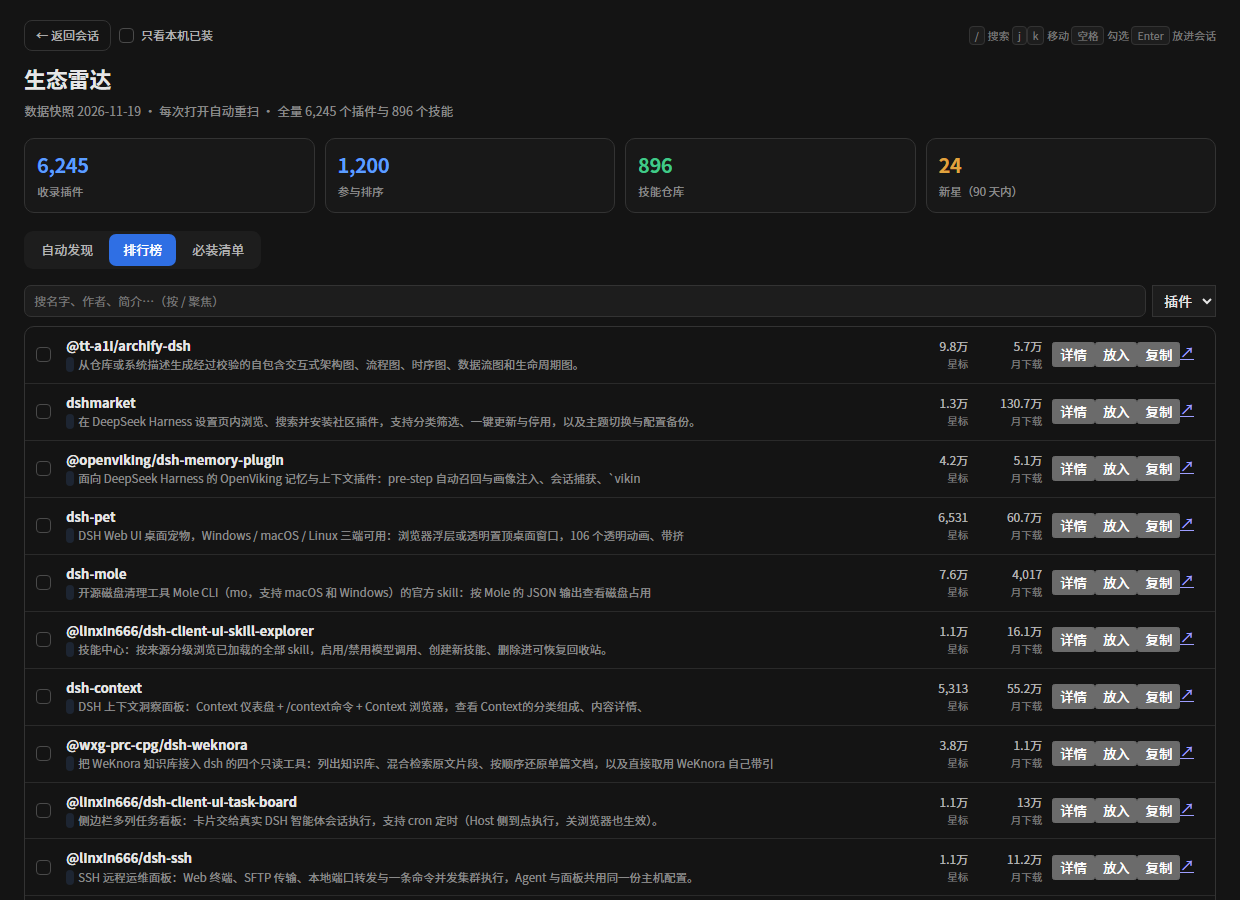 ← 返回会话 只看本机已装 / 搜索 j k 移动 空格 勾选 Enter 放进会话
生态雷达
数据快照 2026-11-19 · 每次打开自动重扫 · 全量 6,245 个插件与 896 个技能
6,245 1,200 896 24
收录插件 参与排序 技能仓库 新星（90 天内）
自动发现 排行榜 必装清单
搜名字、作者、简介…（按 / 聚焦） 插件
@tt-a1i/archify-dsh 9.8万 5.7万 详情 放入 复制 ↗
从仓库或系统描述生成经过校验的自包含交互式架构图、流程图、时序图、数据流图和生命周期图。 星标 月下载
dshmarket 1.3万 130.7万 详情 放入 复制 ↗
在 DeepSeek Harness 设置页内浏览、搜索并安装社区插件，支持分类筛选、一键更新与停用，以及主题切换与配置备份。 星标 月下载
@openviking/dsh-memory-plugin 4.2万 5.1万 详情 放入 复制 ↗
面向 DeepSeek Harness 的 OpenViking 记忆与上下文插件：pre-step 自动召回与画像注入、会话捕获、`vikin 星标 月下载
dsh-pet 6,531 60.7万 详情 放入 复制 ↗
DSH Web UI 桌面宠物，Windows / macOS / Linux 三端可用：浏览器浮层或透明置顶桌面窗口，106 个透明动画、带挤 星标 月下载
dsh-mole 7.6万 4,017 详情 放入 复制 ↗
开源磁盘清理工具 Mole CLI（mo，支持 macOS 和 Windows）的官方 skill：按 Mole 的 JSON 输出查看磁盘占用 星标 月下载
@linxin666/dsh-client-ui-skill-explorer 1.1万 16.1万 详情 放入 复制 ↗
技能中心：按来源分级浏览已加载的全部 skill，启用/禁用模型调用、创建新技能、删除进可恢复回收站。 星标 月下载
dsh-context 5,313 55.2万 详情 放入 复制 ↗
DSH 上下文洞察面板：Context 仪表盘 + /context命令 + Context 浏览器，查看 Context的分类组成、内容详情、 星标 月下载
@wxg-prc-cpg/dsh-weknora 3.8万 1.1万 详情 放入 复制 ↗
把 WeKnora 知识库接入 dsh 的四个只读工具：列出知识库、混合检索原文片段、按顺序还原单篇文档，以及直接取用 WeKnora 自己带引 星标 月下载
@linxin666/dsh-client-ui-task-board 1.1万 13万 详情 放入 复制 ↗
侧边栏多列任务看板：卡片交给真实 DSH 智能体会话执行，支持 cron 定时（Host 侧到点执行，关浏览器也生效）。 星标 月下载
@linxin666/dsh-ssh 1.1万 11.2万 详情 放入 复制 ↗
SSH 远程运维面板：Web 终端、SFTP 传输、本地端口转发与一条命令并发集群执行，Agent 与面板共用同一份主机配置。 星标 月下载